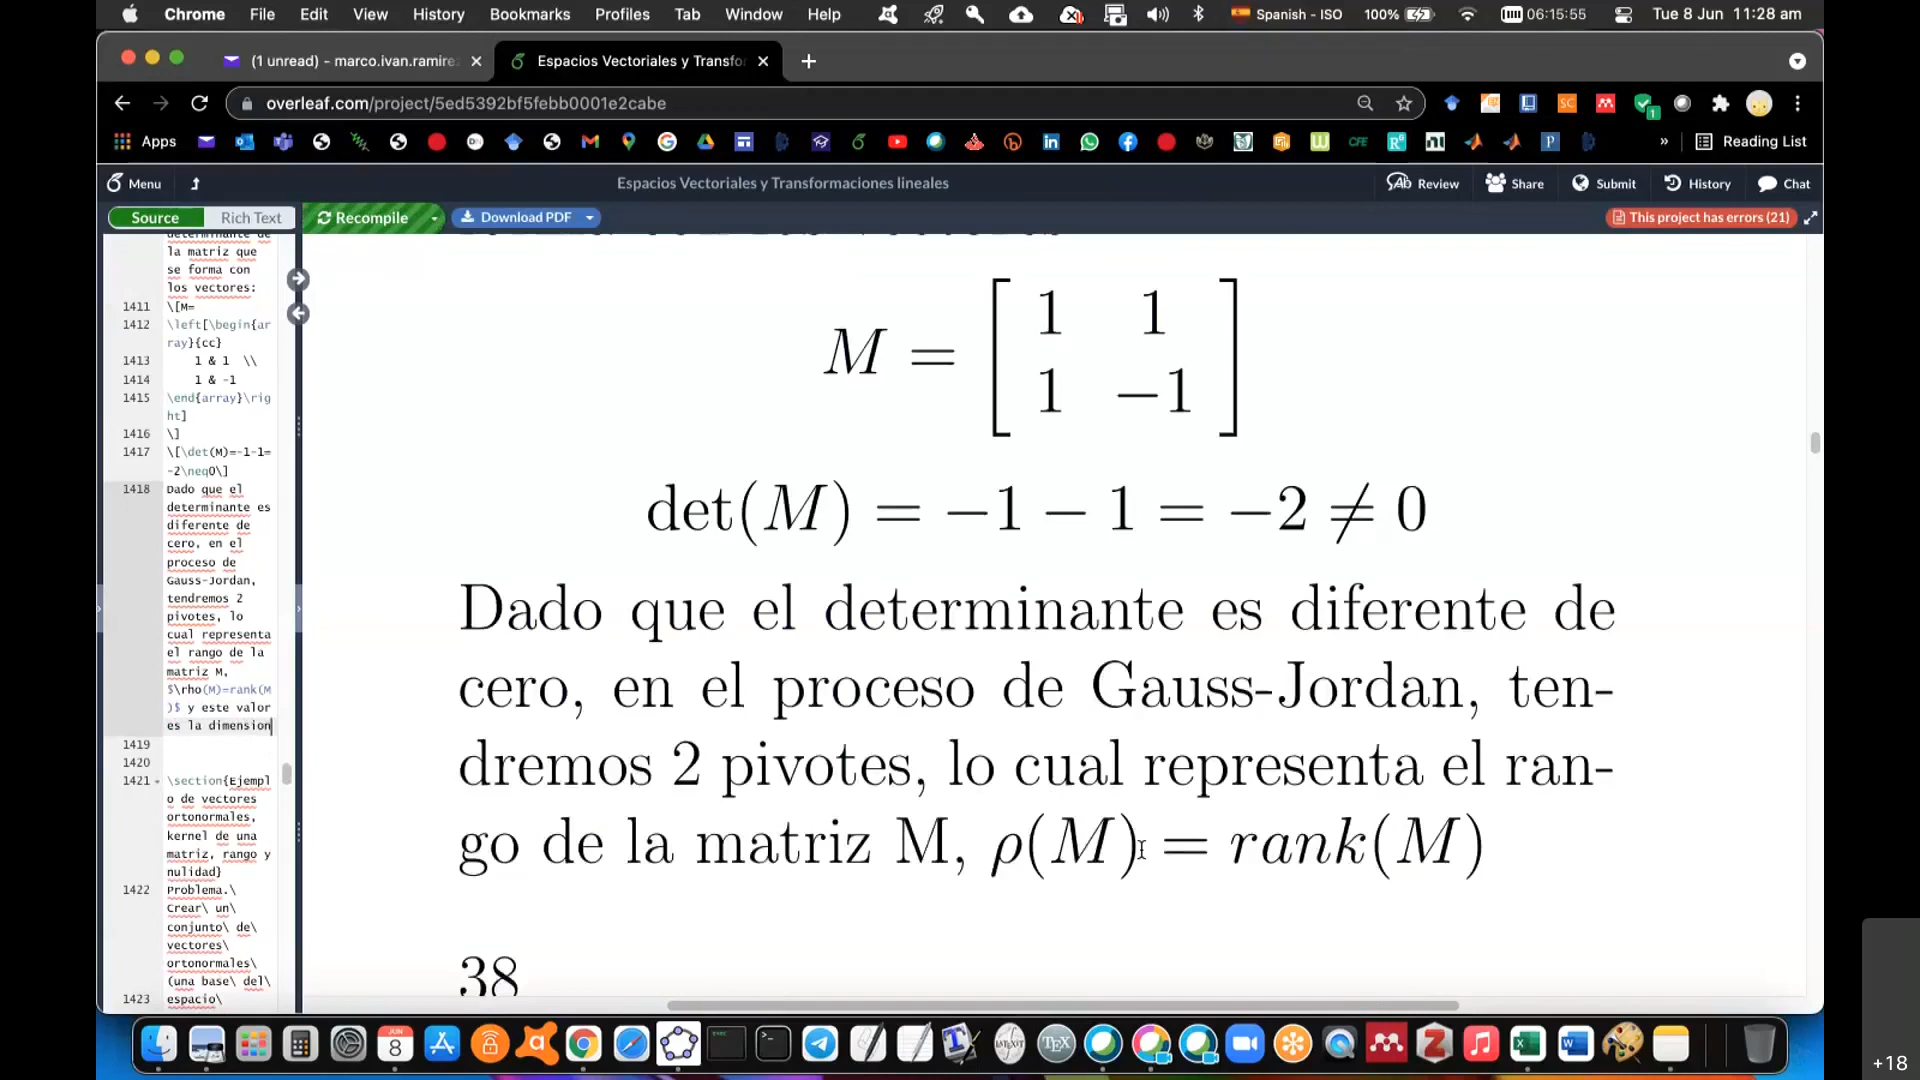 Chrome File Edit View History Bookmarks Profiles Tab Window Help Spanish - ISO 100% 06:15:55 Tue 8 Jun 11:28 am
(1 unread) - marco.ivan.ramire Espacios Vectoriales y Transfo
overleaf.com/project/5ed5392bf5febb0001e2cabe
Apps » Reading List
Menu Espacios Vectoriales y Transformaciones lineales Review Share Submit History Chat
Source Rich Text Recompile Download PDF This project has errors (21)
determinante de
la matriz que
se forma con
los vectores:
1411 \[M=
1412 \left[\begin{ar
ray}{cc}
1413 1 & 1 \\
1414 1 & -1
1415 \end{array}\rig
ht]
1416 \]
1417 \[\det(M)=-1-1=
-2\neq0\]
1418 Dado que el
determinante es
diferente de
cero, en el
proceso de
Gauss-Jordan,
tendremos 2
pivotes, lo
cual representa
el rango de la
matriz M,
$\rho(M)=rank(M
)$ y este valor
es la dimension
1419
1420
1421 \section{Ejempl
o de vectores
ortonormales,
kernel de una
matriz, rango y
nulidad}
1422 Problema.\
Crear\ un\
conjunto\ de\
vectores\
ortonormales\
(una base\ del\
1423 espacio\
M = [ 1 1
1 −1 ]
det(M) = −1 − 1 = −2 ≠ 0
Dado que el determinante es diferente de
cero, en el proceso de Gauss-Jordan, ten-
dremos 2 pivotes, lo cual representa el ran-
go de la matriz M, ρ(M) = rank(M)
38
+18